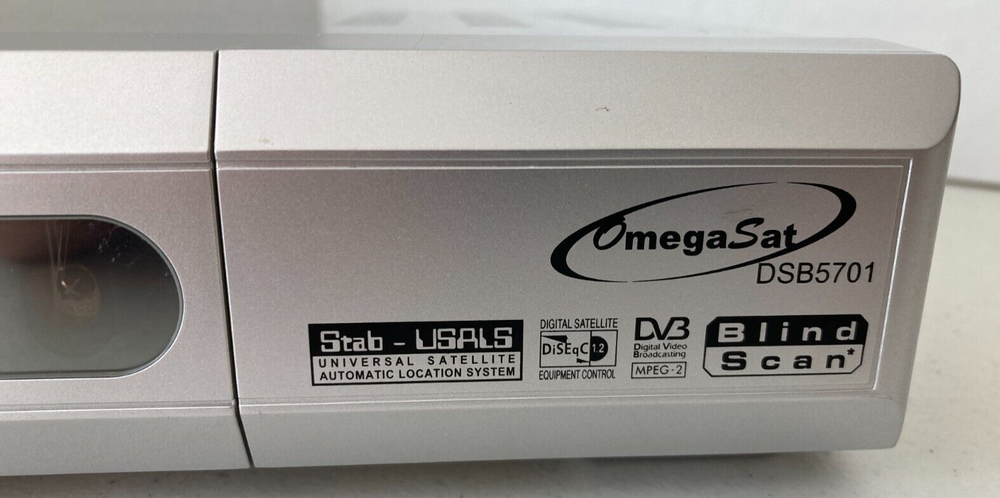 OmegaSat
DSB5701
Stab - USALS
UNIVERSAL SATELLITE
AUTOMATIC LOCATION SYSTEM
DIGITAL SATELLITE
DiSEqC 1.2
EQUIPMENT CONTROL
DVB
Digital Video
Broadcasting
MPEG-2
Blind
Scan*